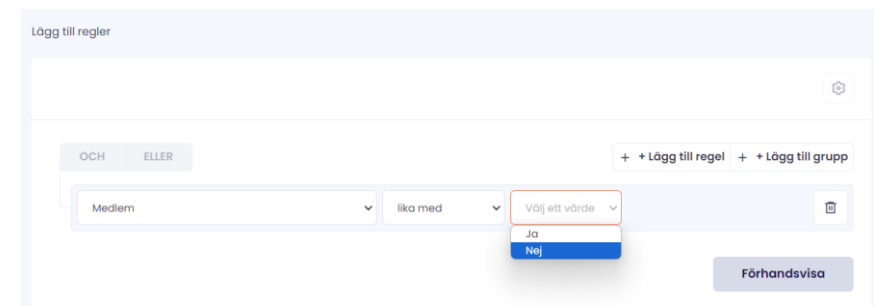 Lägg till regler
OCH ELLER
+ + Lägg till regel + + Lägg till grupp
Medlem lika med Välj ett värde
Ja
Nej
Förhandsvisa